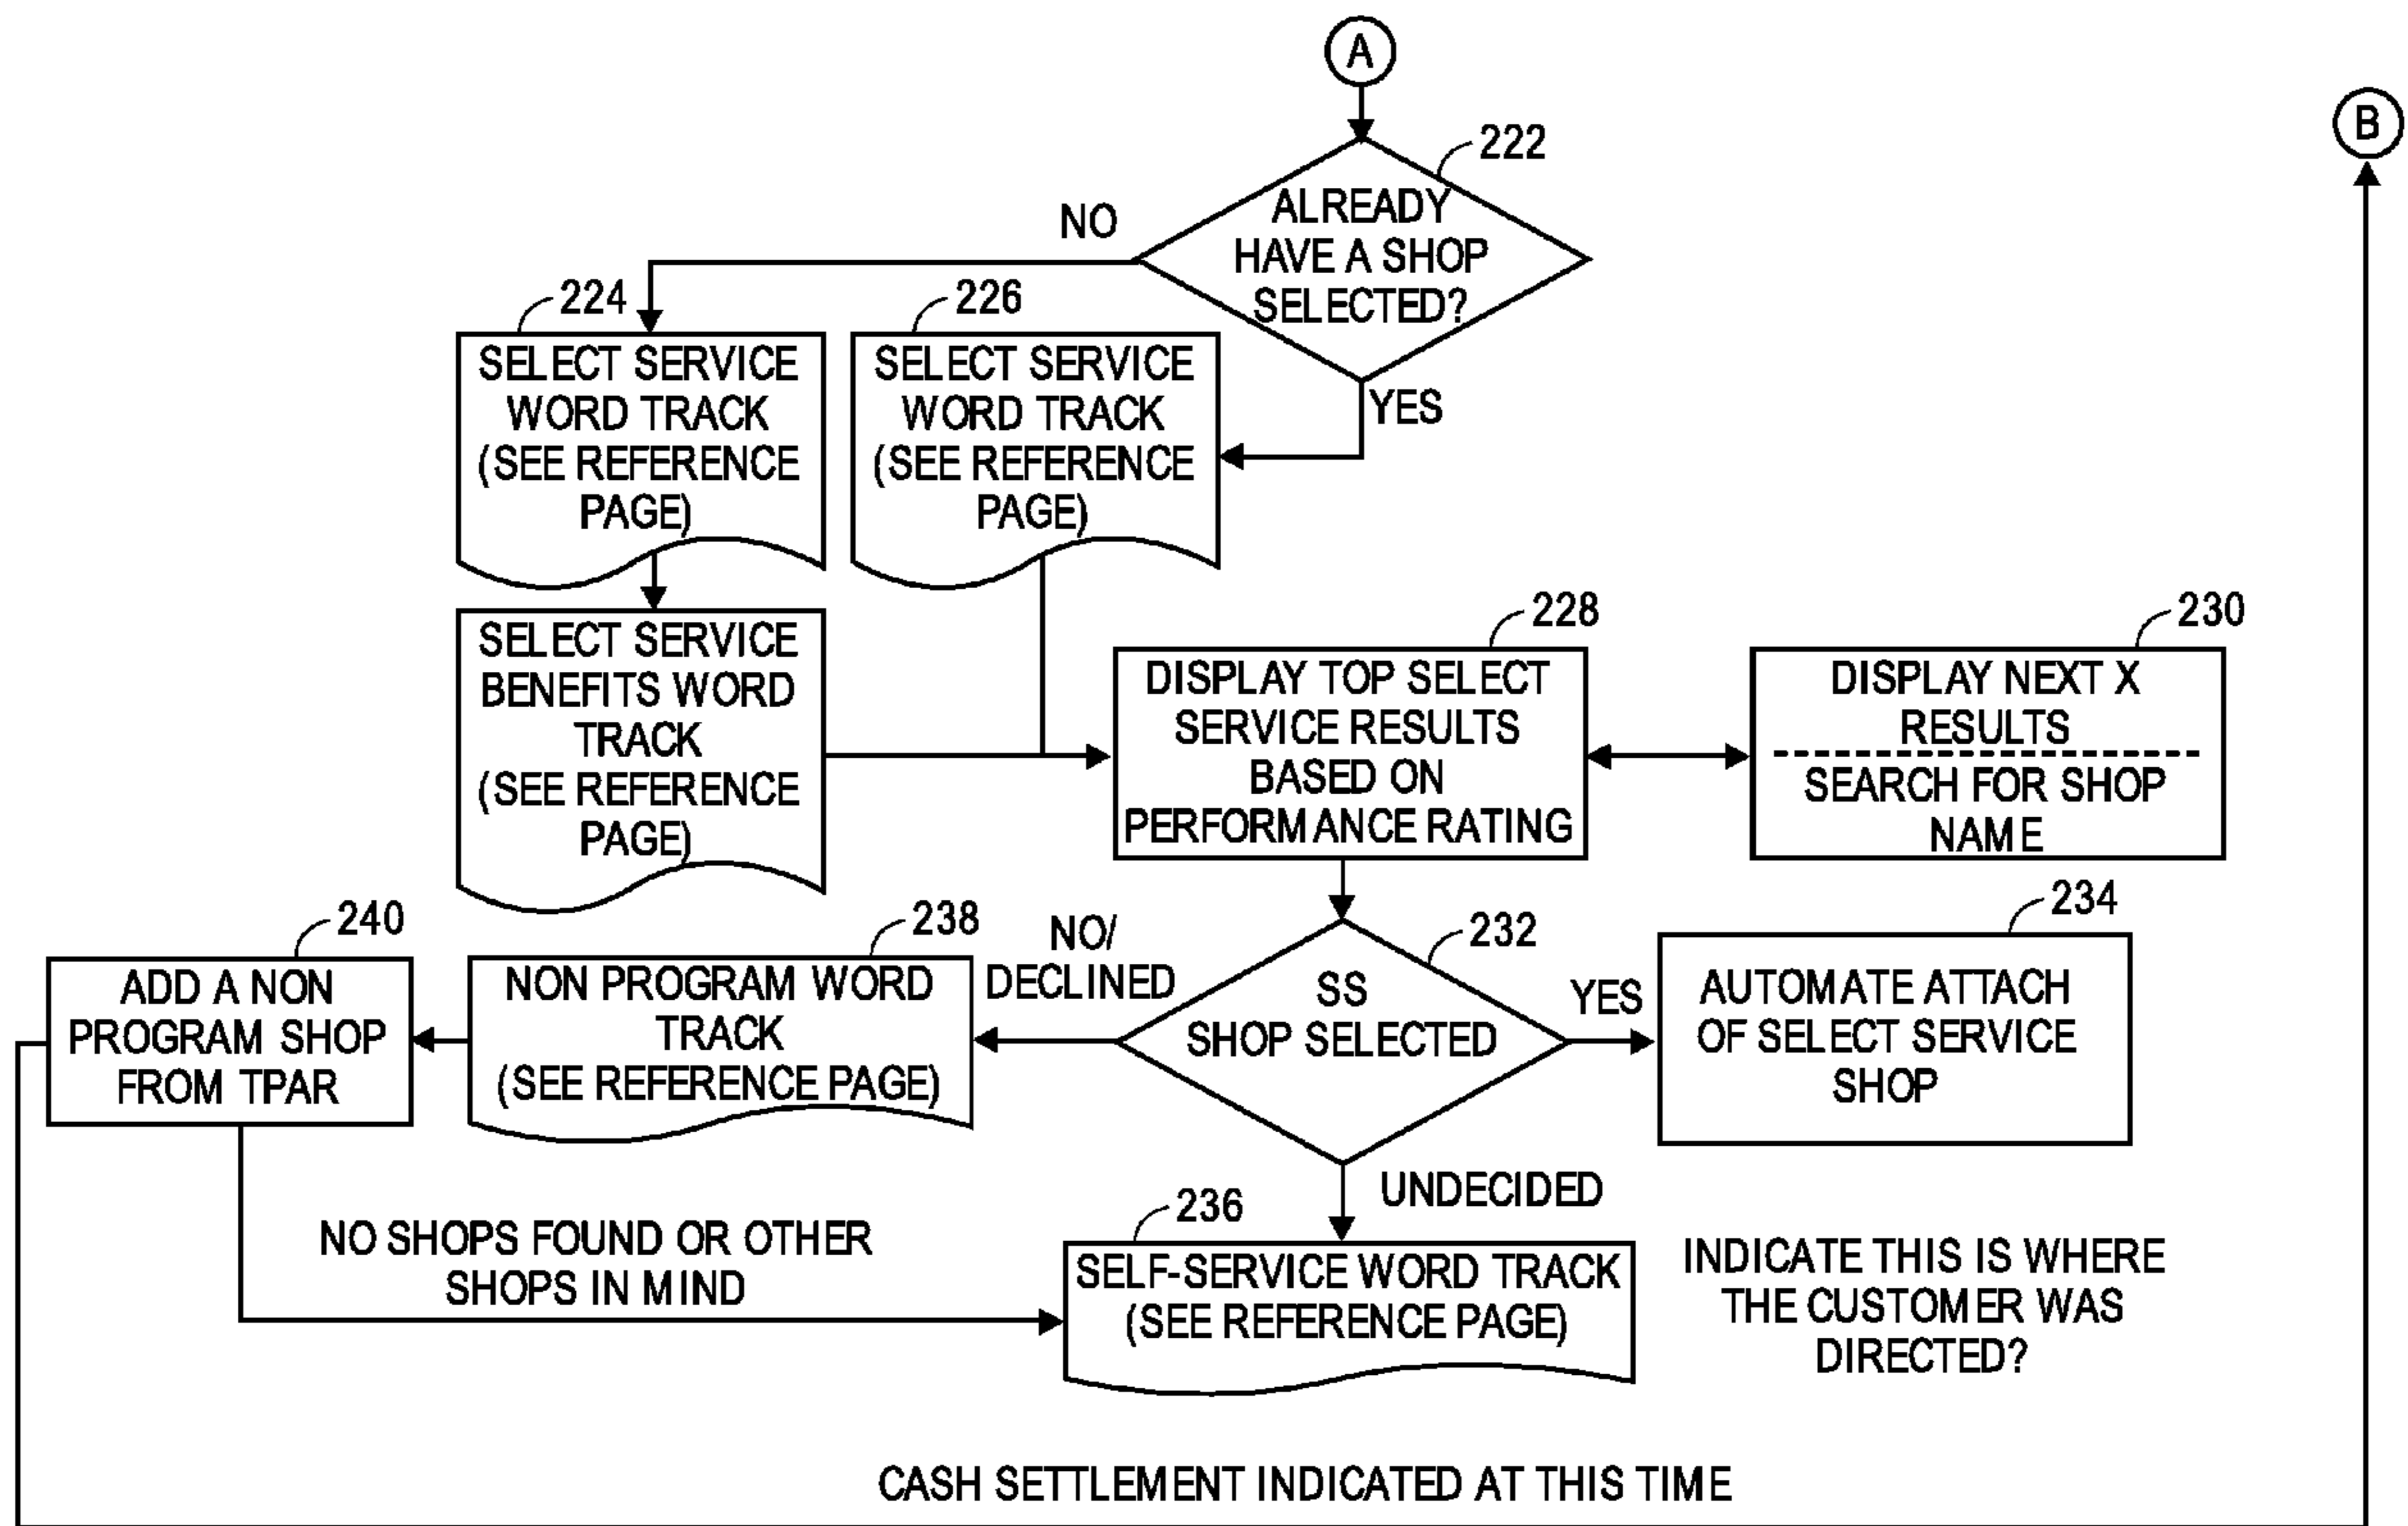 A
B
222
ALREADY
HAVE A SHOP
SELECTED?
NO
YES
224
SELECT SERVICE
WORD TRACK
(SEE REFERENCE
PAGE)
226
SELECT SERVICE
WORD TRACK
(SEE REFERENCE
PAGE)
SELECT SERVICE
BENEFITS WORD
TRACK
(SEE REFERENCE
PAGE)
228
DISPLAY TOP SELECT
SERVICE RESULTS
BASED ON
PERFORMANCE RATING
230
DISPLAY NEXT X
RESULTS
SEARCH FOR SHOP
NAME
240
ADD A NON
PROGRAM SHOP
FROM TPAR
238
NON PROGRAM WORD
TRACK
(SEE REFERENCE PAGE)
NO/
DECLINED
232
SS
SHOP SELECTED
YES
234
AUTOMATE ATTACH
OF SELECT SERVICE
SHOP
UNDECIDED
NO SHOPS FOUND OR OTHER
SHOPS IN MIND
236
SELF-SERVICE WORD TRACK
(SEE REFERENCE PAGE)
INDICATE THIS IS WHERE
THE CUSTOMER WAS
DIRECTED?
CASH SETTLEMENT INDICATED AT THIS TIME